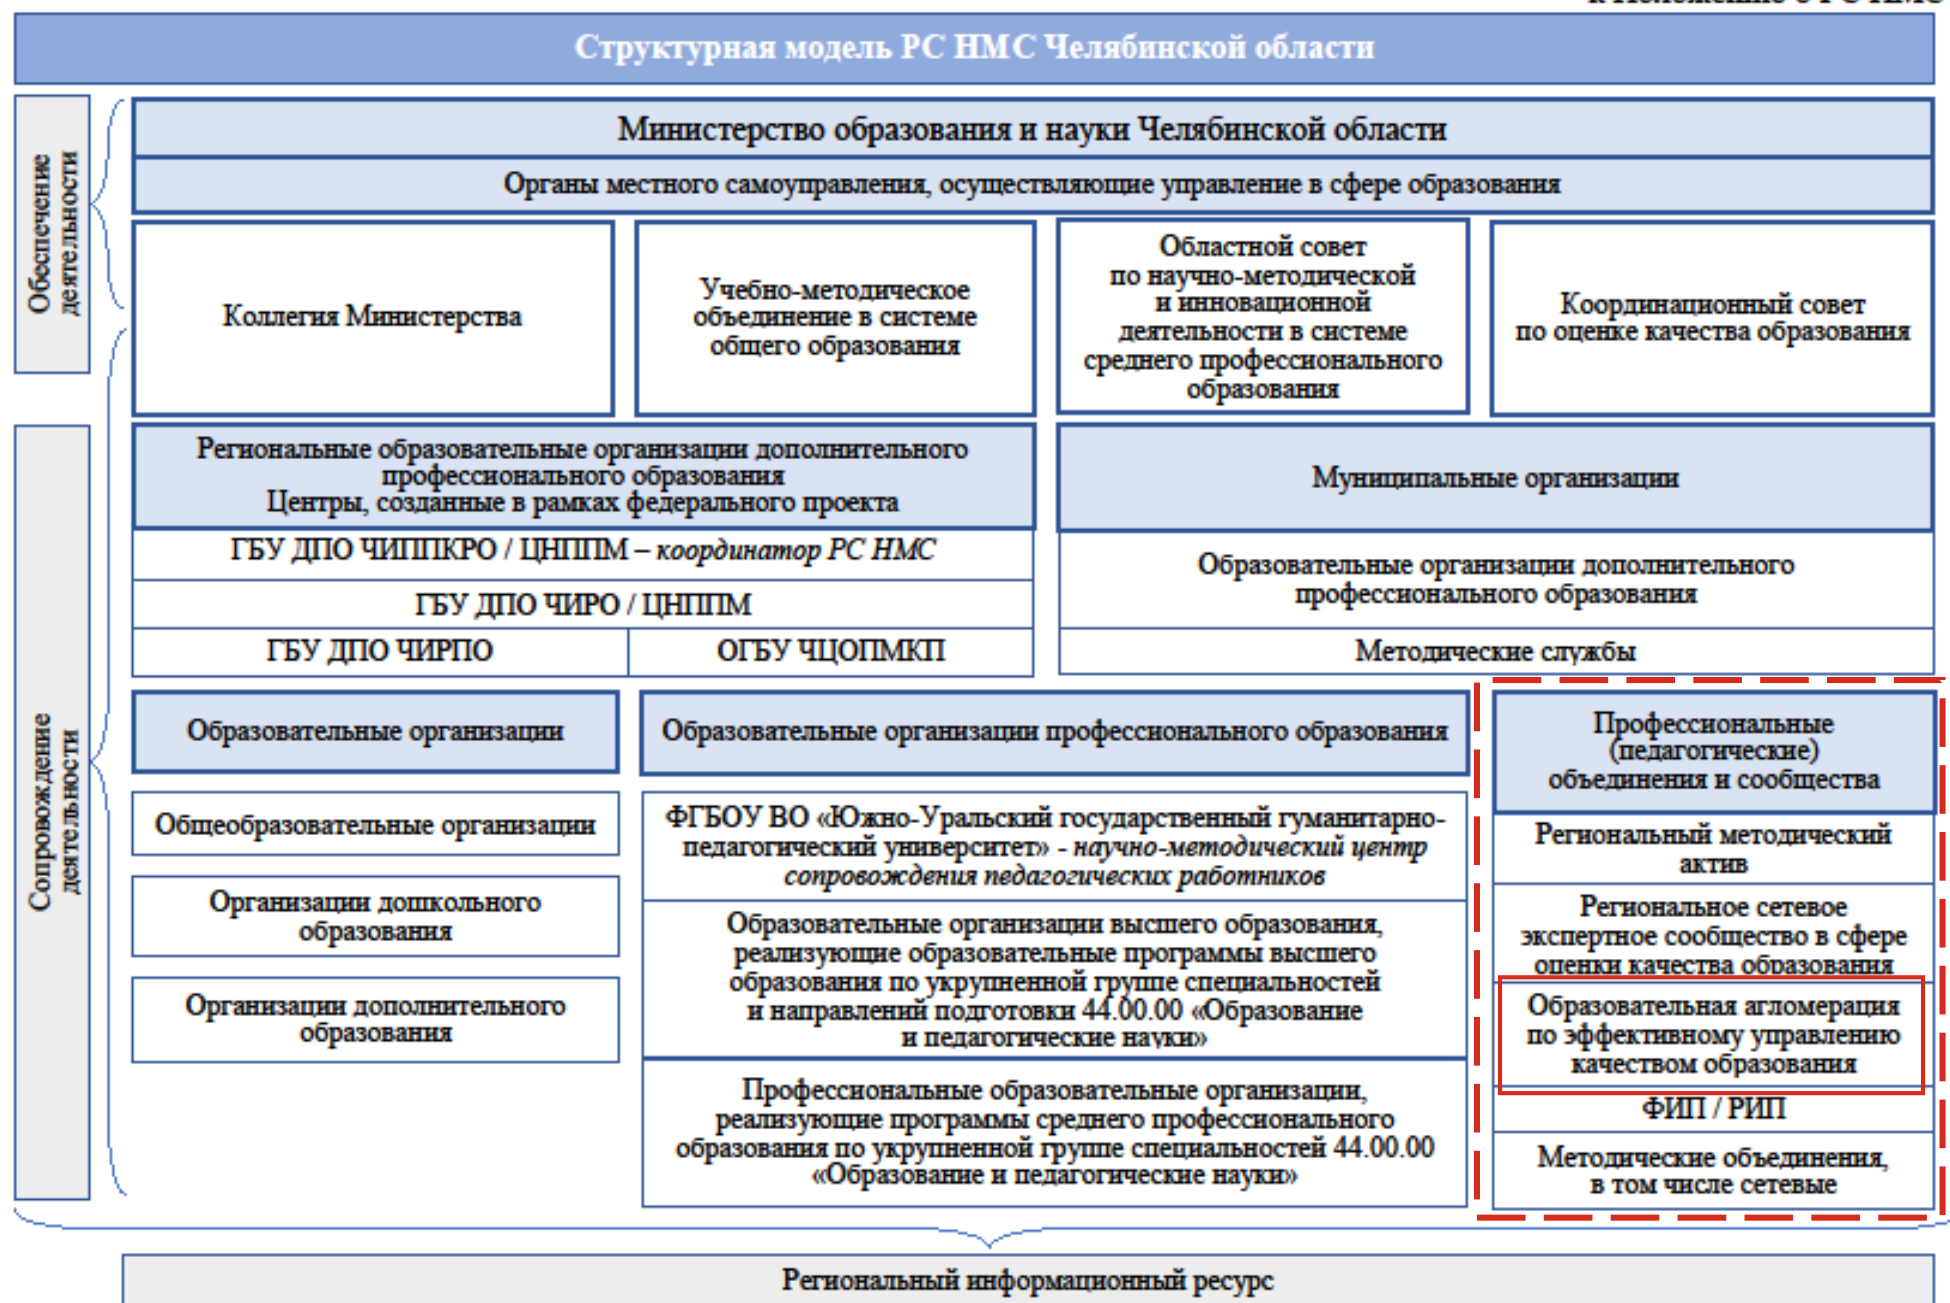 к Положению о РС НМС
Структурная модель РС НМС Челябинской области
Обеспечение
деятельности
Министерство образования и науки Челябинской области
Органы местного самоуправления, осуществляющие управление в сфере образования
Коллегия Министерства
Учебно-методическое
объединение в системе
общего образования
Областной совет
по научно-методической
и инновационной
деятельности в системе
среднего профессионального
образования
Координационный совет
по оценке качества образования
Сопровождение
деятельности
Региональные образовательные организации дополнительного
профессионального образования
Центры, созданные в рамках федерального проекта
ГБУ ДПО ЧИППКРО / ЦНППМ – координатор РС НМС
ГБУ ДПО ЧИРО / ЦНППМ
ГБУ ДПО ЧИРПО
ОГБУ ЧЦОПМКП
Муниципальные организации
Образовательные организации дополнительного
профессионального образования
Методические службы
Образовательные организации
Общеобразовательные организации
Организации дошкольного
образования
Организации дополнительного
образования
Образовательные организации профессионального образования
ФГБОУ ВО «Южно-Уральский государственный гуманитарно-
педагогический университет» - научно-методический центр
сопровождения педагогических работников
Образовательные организации высшего образования,
реализующие образовательные программы высшего
образования по укрупненной группе специальностей
и направлений подготовки 44.00.00 «Образование
и педагогические науки»
Профессиональные образовательные организации,
реализующие программы среднего профессионального
образования по укрупненной группе специальностей 44.00.00
«Образование и педагогические науки»
Профессиональные
(педагогические)
объединения и сообщества
Региональный методический
актив
Региональное сетевое
экспертное сообщество в сфере
оценки качества образования
Образовательная агломерация
по эффективному управлению
качеством образования
ФИП / РИП
Методические объединения,
в том числе сетевые
Региональный информационный ресурс